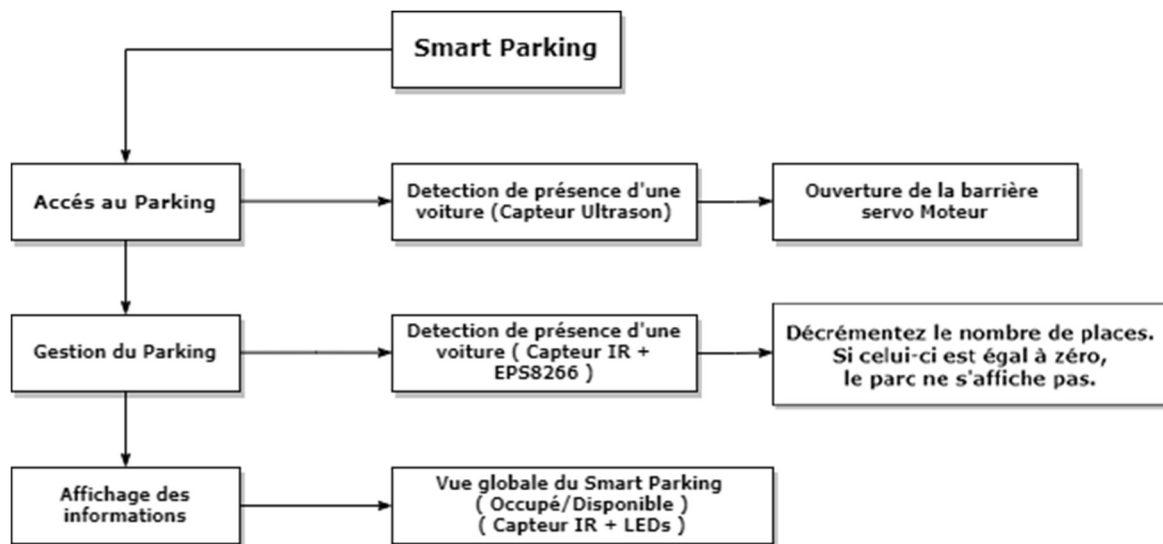 Smart Parking
Accés au Parking
Detection de présence d'une
voiture (Capteur Ultrason)
Ouverture de la barrière
servo Moteur
Gestion du Parking
Detection de présence d'une
voiture ( Capteur IR +
EPS8266 )
Décrémentez le nombre de places.
Si celui-ci est égal à zéro,
le parc ne s'affiche pas.
Affichage des
informations
Vue globale du Smart Parking
( Occupé/Disponible )
( Capteur IR + LEDs )